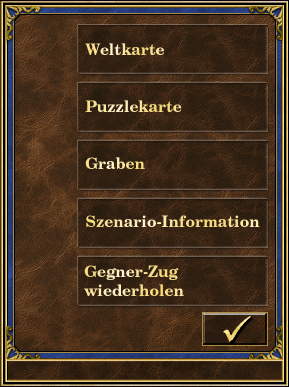 Weltkarte
Puzzlekarte
Graben
Szenario-Information
Gegner-Zug
wiederholen